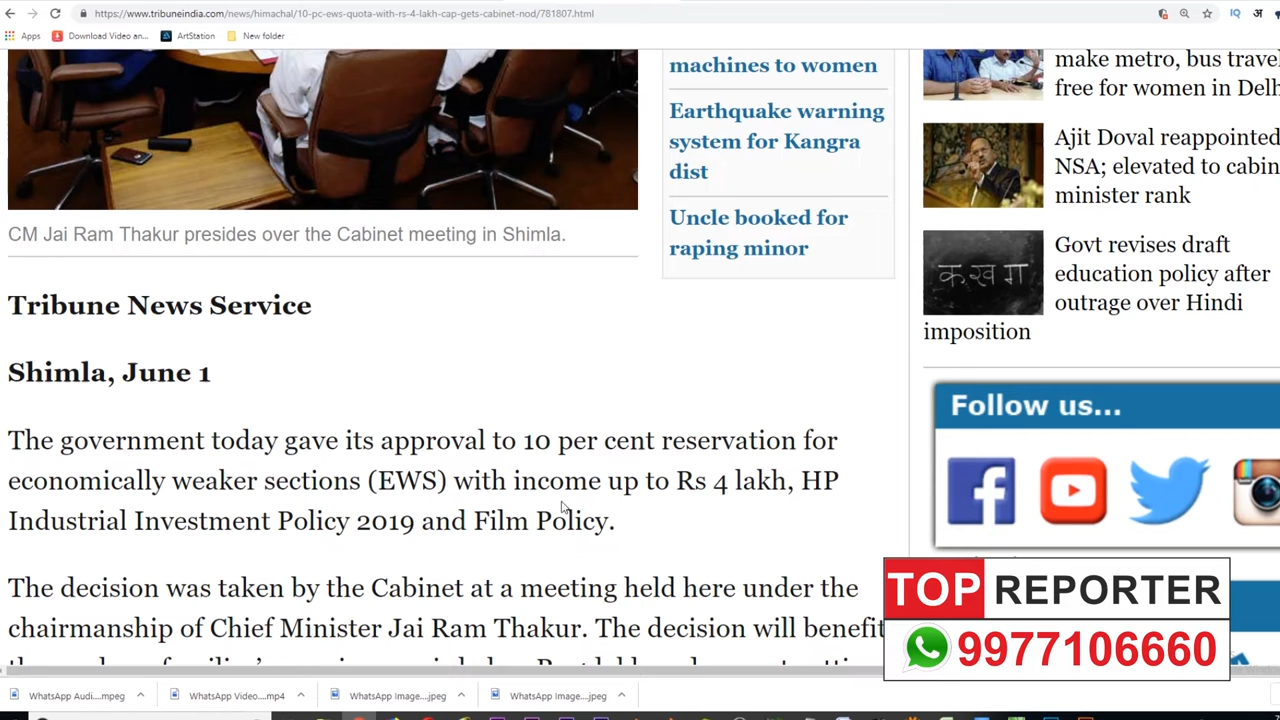 https://www.tribuneindia.com/news/himachal/10-pc-ews-quota-with-rs-4-lakh-cap-gets-cabinet-nod/781807.html
IQ
अ
Apps
Download Video an...
ArtStation
New folder
CM Jai Ram Thakur presides over the Cabinet meeting in Shimla.
Tribune News Service
Shimla, June 1
The government today gave its approval to 10 per cent reservation for
economically weaker sections (EWS) with income up to Rs 4 lakh, HP
Industrial Investment Policy 2019 and Film Policy.
The decision was taken by the Cabinet at a meeting held here under the
chairmanship of Chief Minister Jai Ram Thakur. The decision will benefit
machines to women
Earthquake warning
system for Kangra
dist
Uncle booked for
raping minor
make metro, bus trave
free for women in Delh
Ajit Doval reappointed
NSA; elevated to cabin
minister rank
क ख ग
Govt revises draft
education policy after
outrage over Hindi
imposition
Follow us...
TOP REPORTER
9977106660
WhatsApp Audi....mpeg
WhatsApp Video....mp4
WhatsApp Image....jpeg
WhatsApp Image....jpeg